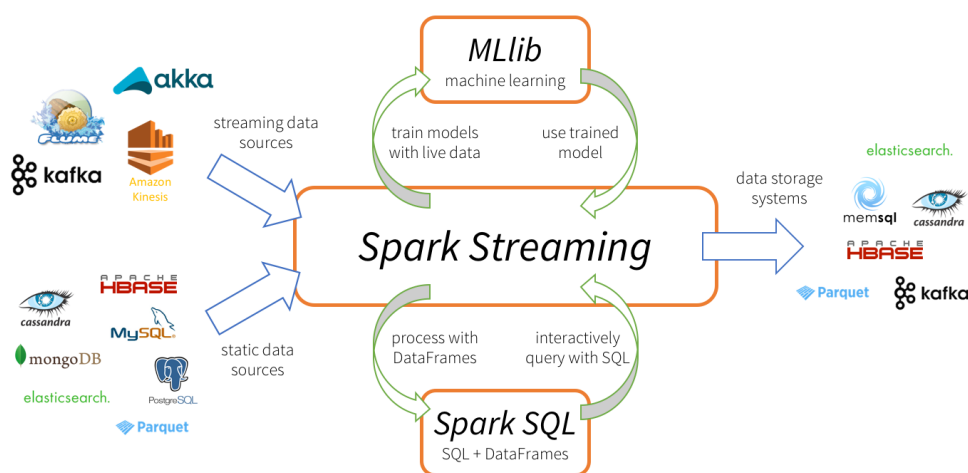 MLlib
machine learning
akka
FLUME
kafka
Amazon
Kinesis
streaming data
sources
train models
with live data
use trained
model
Spark Streaming
data storage
systems
elasticsearch.
memsql
cassandra
APACHE
HBASE
Parquet
kafka
APACHE
HBASE
cassandra
MySQL®
mongoDB
PostgreSQL
elasticsearch.
Parquet
static data
sources
process with
DataFrames
interactively
query with SQL
Spark SQL
SQL + DataFrames